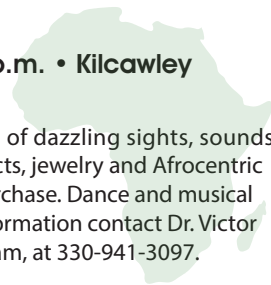 p.m. • Kilcawley
of dazzling sights, sounds
cts, jewelry and Afrocentric
rchase. Dance and musical
ormation contact Dr. Victor
am, at 330-941-3097.